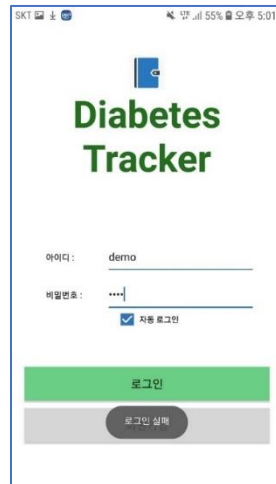 SKT 55% 오후 5:01
Diabetes
Tracker
아이디 : demo
비밀번호 : ••••
자동 로그인
로그인
로그인 실패